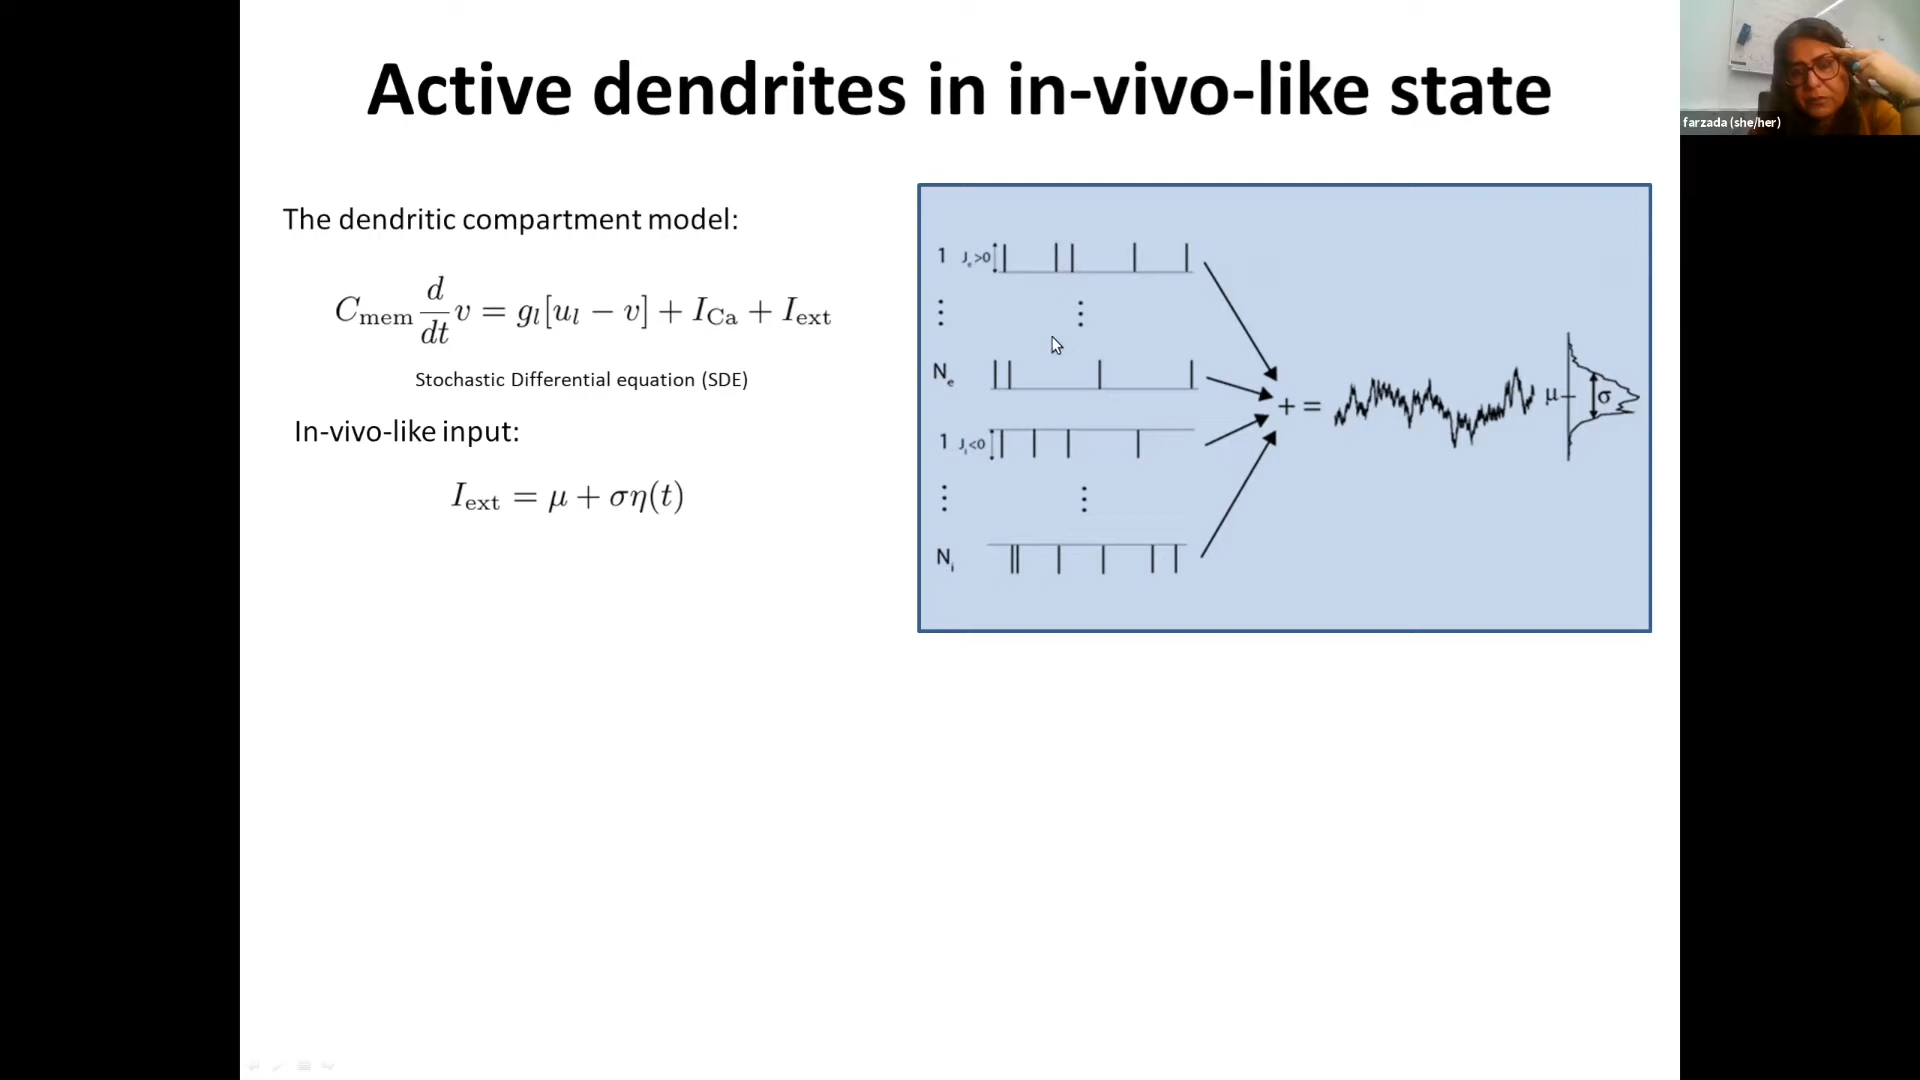 Active dendrites in in-vivo-like state
farzada (she/her)
The dendritic compartment model:
C_mem d/dt v = g_l[u_l − v] + I_Ca + I_ext
Stochastic Differential equation (SDE)
In-vivo-like input:
I_ext = μ + ση(t)
1 J_e>0
⋮ ⋮
N_e
1 J_i<0
⋮ ⋮
N_i
+ =
μ σ